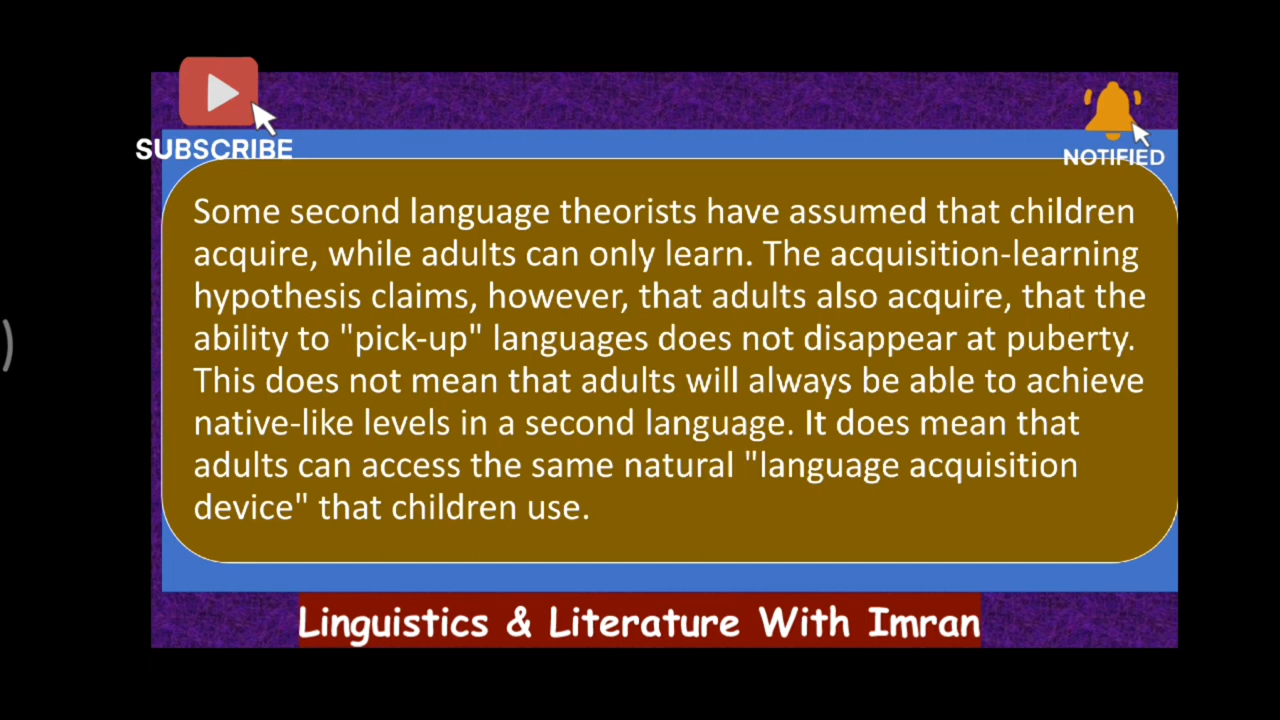 SUBSCRIBE
NOTIFIED
Some second language theorists have assumed that children
acquire, while adults can only learn. The acquisition-learning
hypothesis claims, however, that adults also acquire, that the
ability to "pick-up" languages does not disappear at puberty.
This does not mean that adults will always be able to achieve
native-like levels in a second language. It does mean that
adults can access the same natural "language acquisition
device" that children use.
Linguistics & Literature With Imran